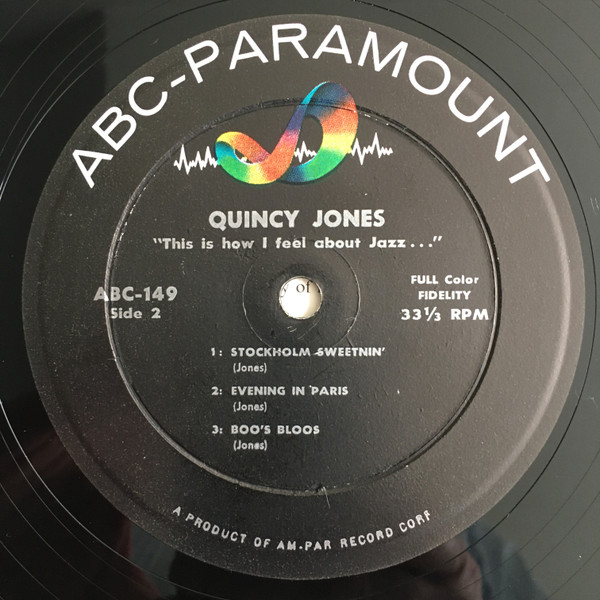 ABC-PARAMOUNT
QUINCY JONES
"This is how I feel about Jazz..."
ABC-149
Side 2
of
FULL Color
FIDELITY
33⅓ RPM
1: STOCKHOLM SWEETNIN'
(Jones)
2: EVENING IN PARIS
(Jones)
3: BOO'S BLOOS
(Jones)
A PRODUCT OF AM-PAR RECORD CORP